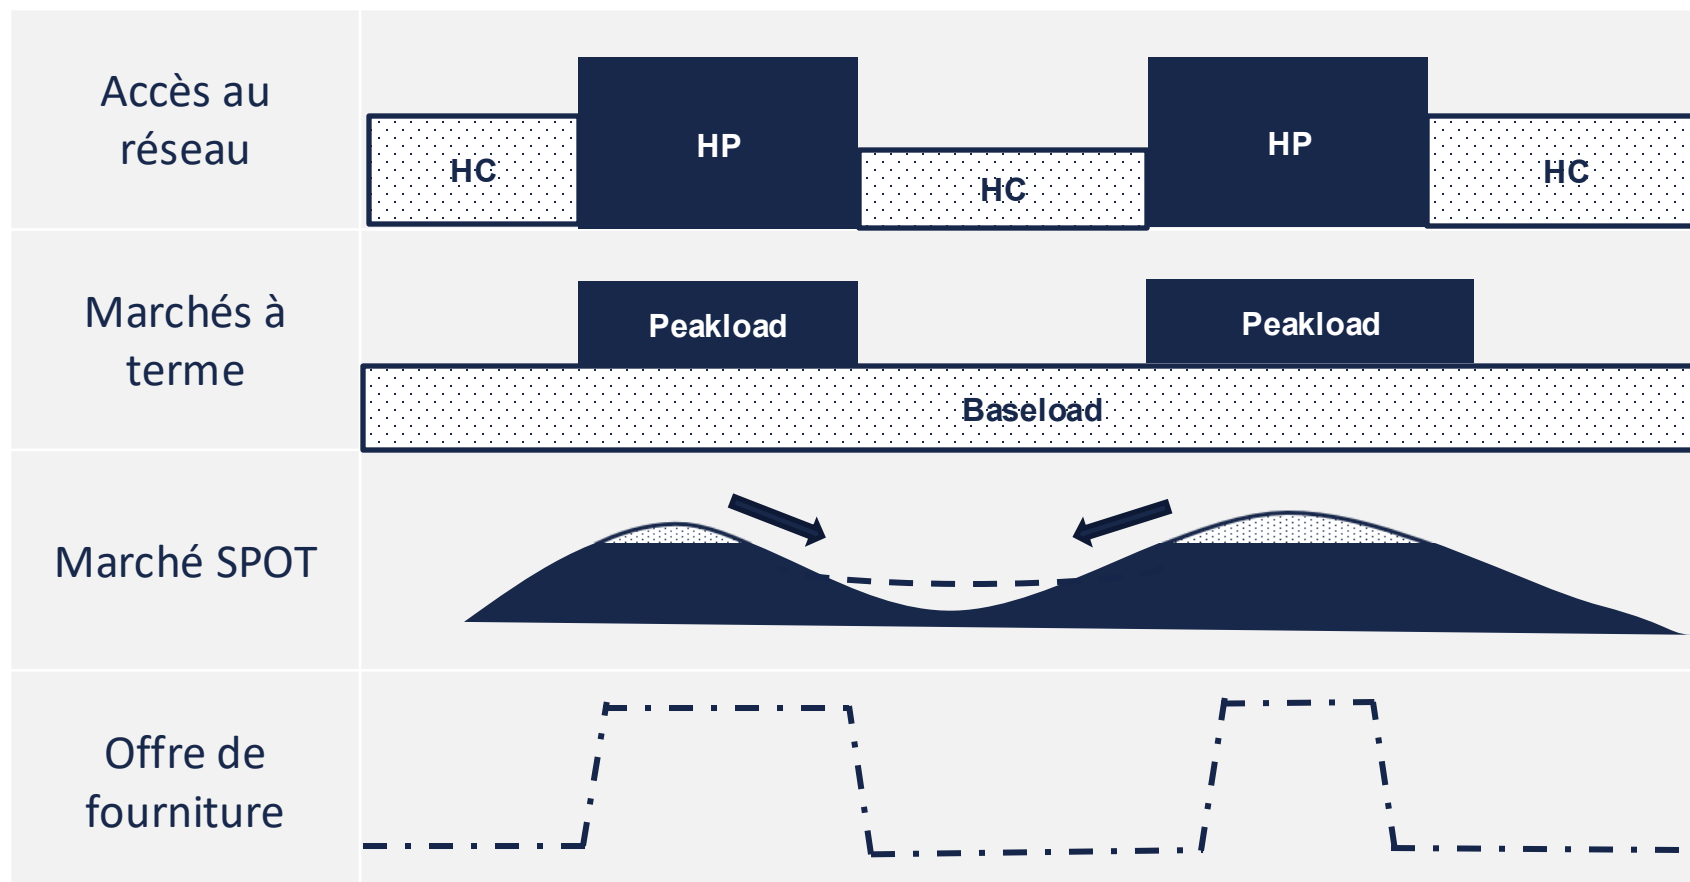 Accès au
réseau
HC
HP
HC
HP
HC
Marchés à
terme
Peakload
Peakload
Baseload
Marché SPOT
Offre de
fourniture